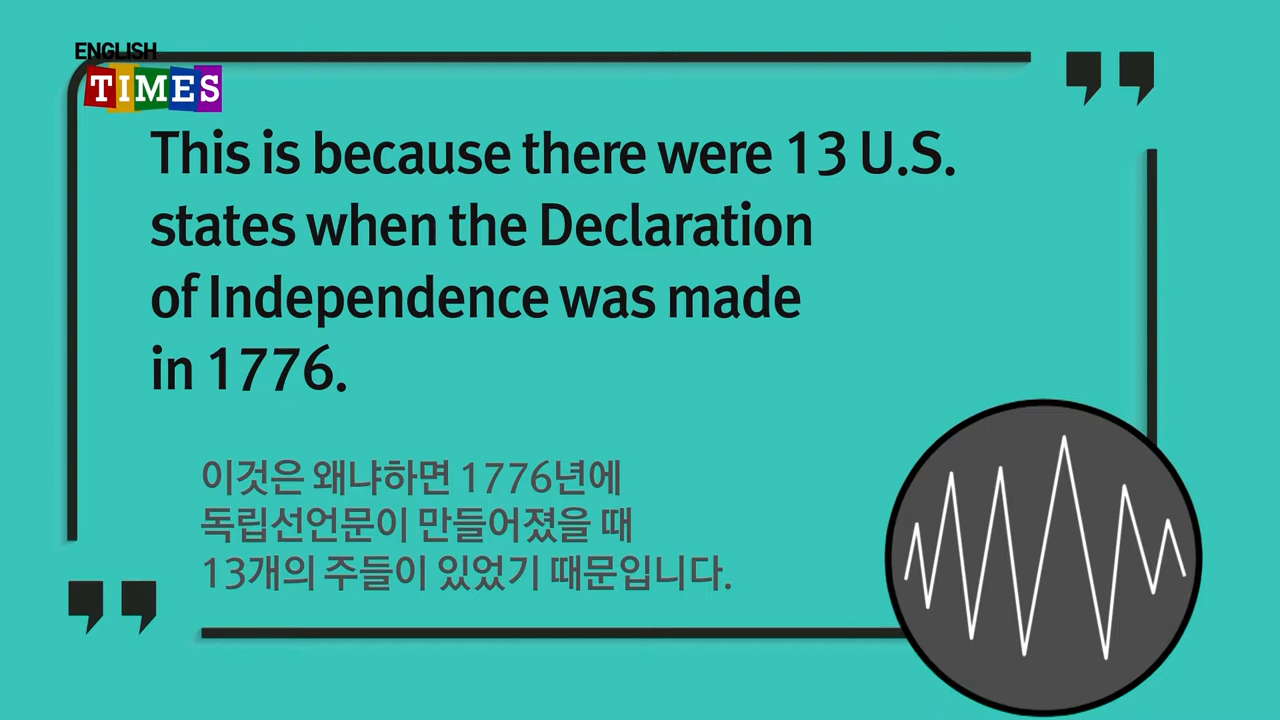 ENGLISH
TIMES
This is because there were 13 U.S.
states when the Declaration
of Independence was made
in 1776.
이것은 왜냐하면 1776년에
독립선언문이 만들어졌을 때
13개의 주들이 있었기 때문입니다.